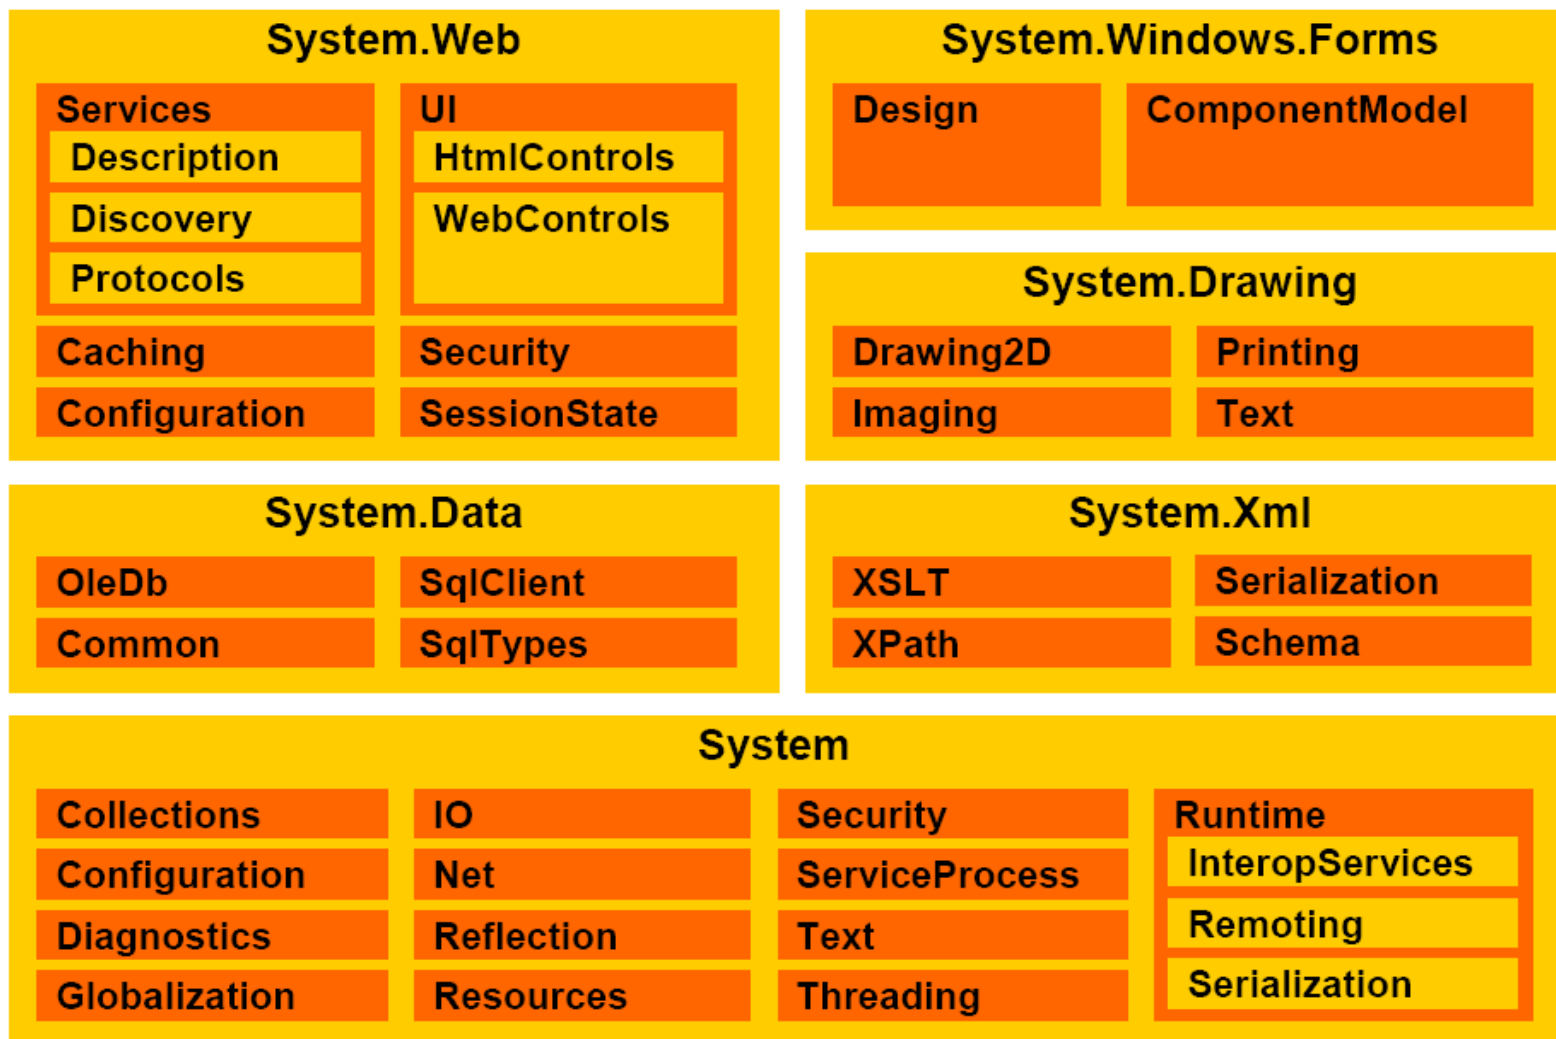 System.Web
Services
Description
Discovery
Protocols
UI
HtmlControls
WebControls
Caching
Security
Configuration
SessionState
System.Windows.Forms
Design
ComponentModel
System.Drawing
Drawing2D
Printing
Imaging
Text
System.Data
OleDb
SqlClient
Common
SqlTypes
System.Xml
XSLT
Serialization
XPath
Schema
System
Collections
Configuration
Diagnostics
Globalization
IO
Net
Reflection
Resources
Security
ServiceProcess
Text
Threading
Runtime
InteropServices
Remoting
Serialization